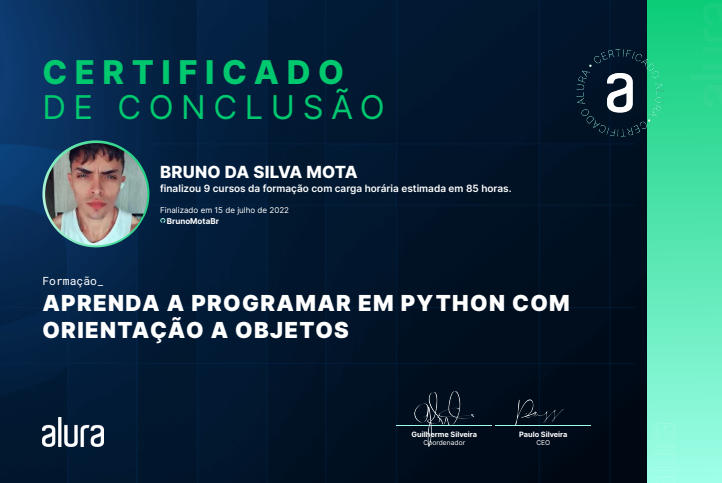 CERTIFICADO
DE CONCLUSÃO
CERTIFICADO ALURA • CERTIFICADO ALURA •
a
BRUNO DA SILVA MOTA
finalizou 9 cursos da formação com carga horária estimada em 85 horas.
Finalizado em 15 de julho de 2022
BrunoMotaBr
Formação_
APRENDA A PROGRAMAR EM PYTHON COM
ORIENTAÇÃO A OBJETOS
alura
Guilherme Silveira
Coordenador
Paulo Silveira
CEO